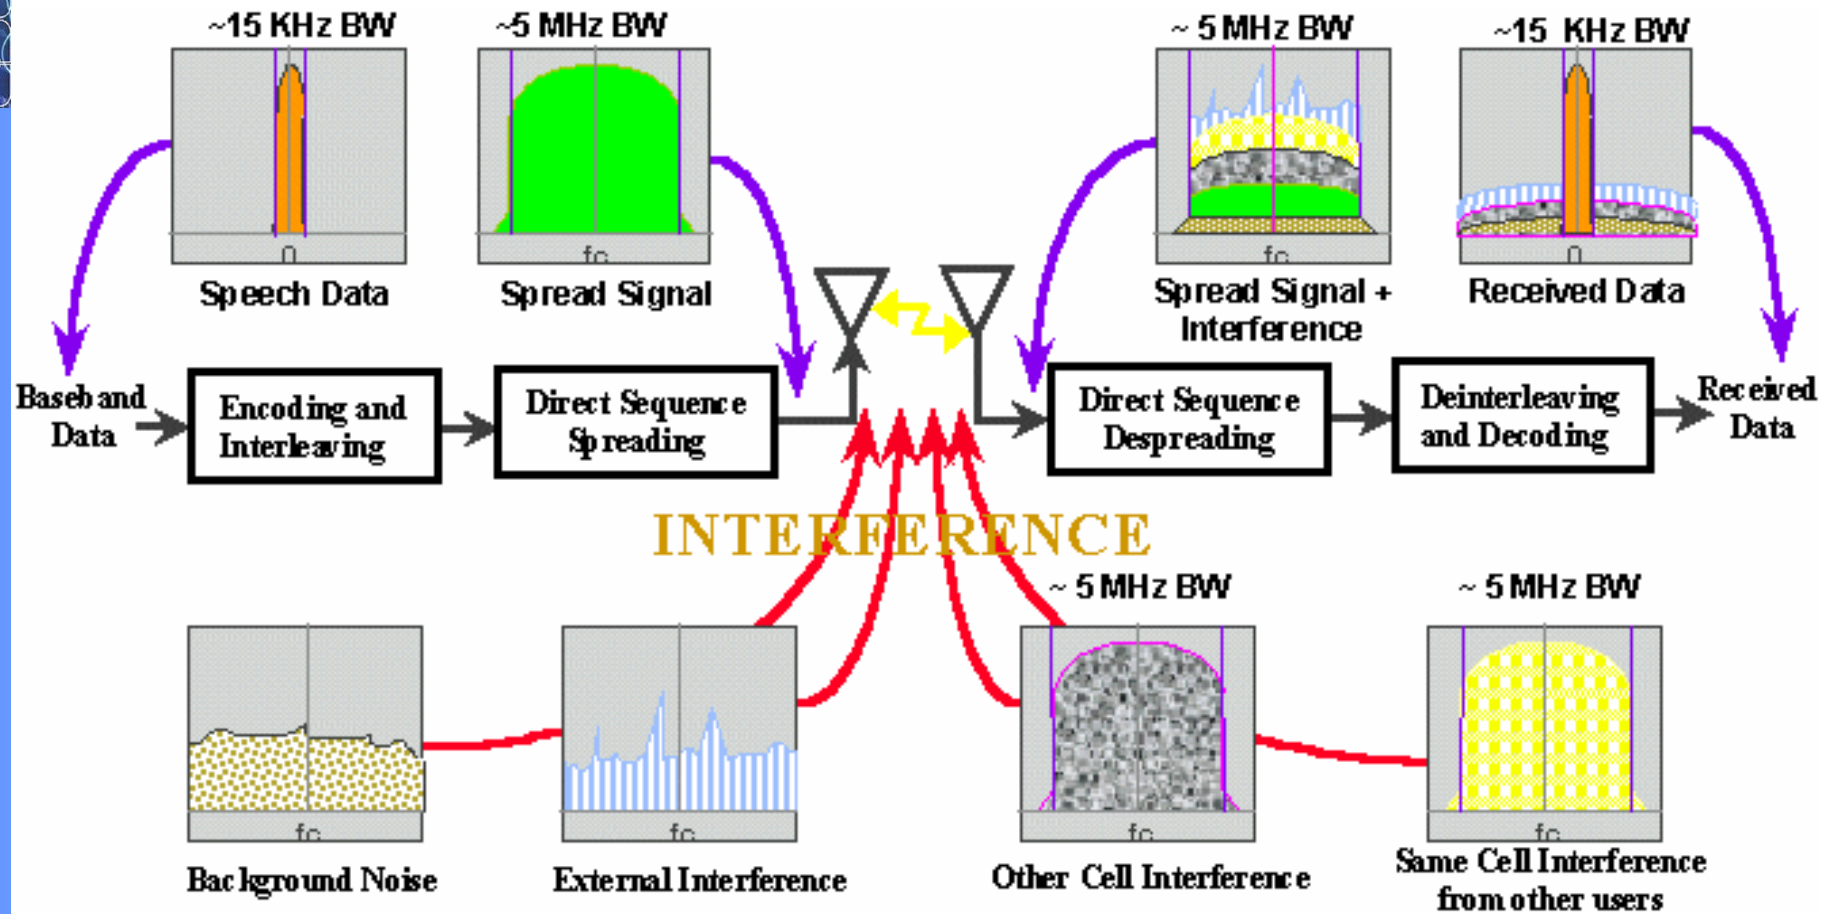 ~15 KHz BW
~5 MHz BW
~ 5 MHz BW
~15 KHz BW
0
fc
fc
0
Speech Data
Spread Signal
Spread Signal +
Interference
Received Data
Baseband
Data
Encoding and
Interleaving
Direct Sequence
Spreading
Direct Sequence
Despreading
Deinterleaving
and Decoding
Received
Data
INTERFERENCE
~ 5 MHz BW
~ 5 MHz BW
fc
fc
fc
fc
Background Noise
External Interference
Other Cell Interference
Same Cell Interference
from other users